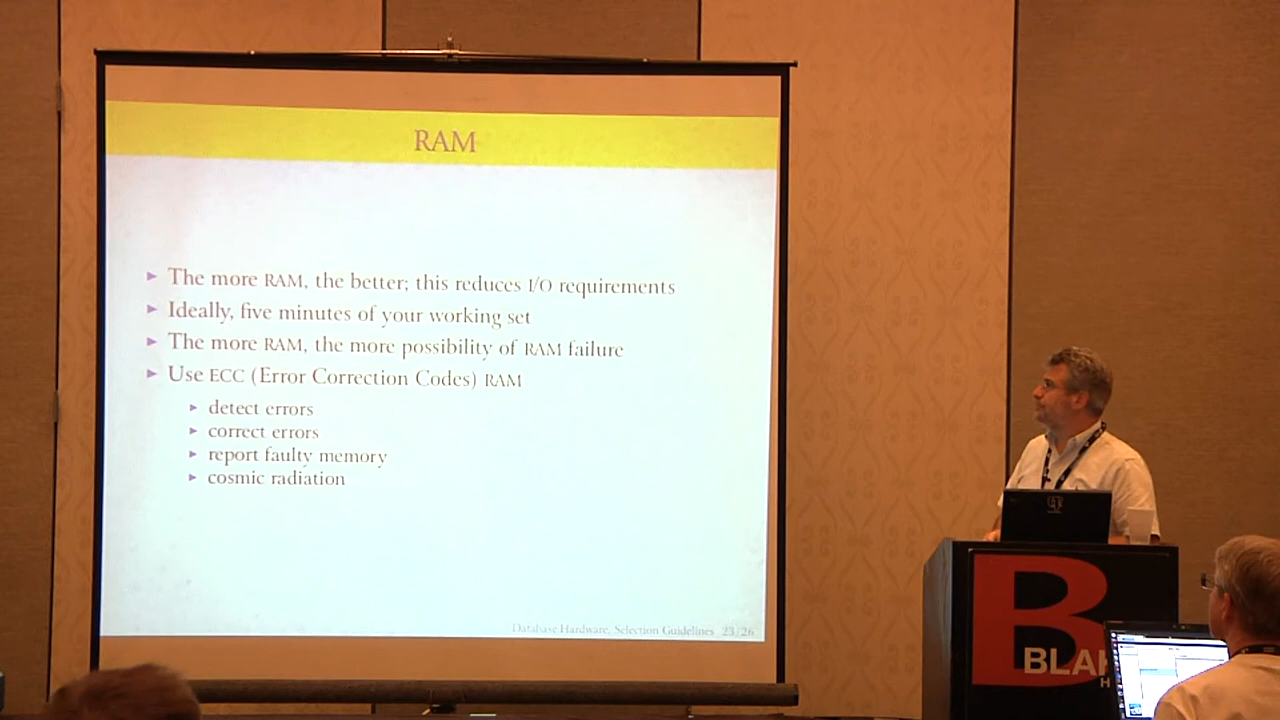 RAM
► The more RAM, the better; this reduces I/O requirements
► Ideally, five minutes of your working set
► The more RAM, the more possibility of RAM failure
► Use ECC (Error Correction Codes) RAM
► detect errors
► correct errors
► report faulty memory
► cosmic radiation
Database Hardware, Selection Guidelines 23/26
B
BLA
H